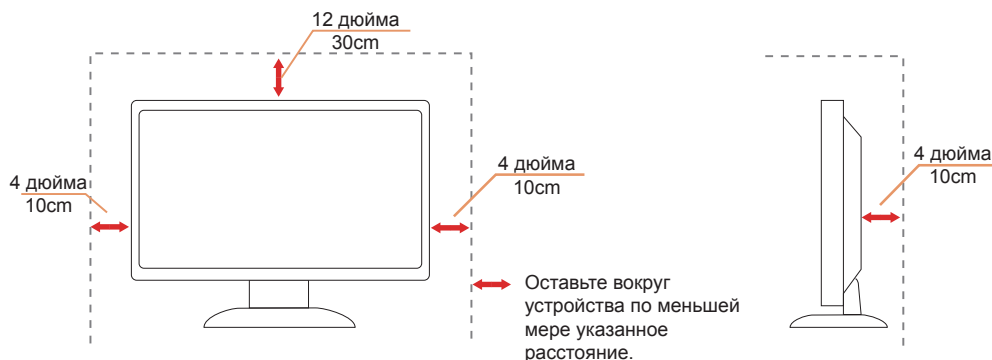 12 дюйма
30cm
4 дюйма
10cm
4 дюйма
10cm
4 дюйма
10cm
Оставьте вокруг
устройства по меньшей
мере указанное
расстояние.